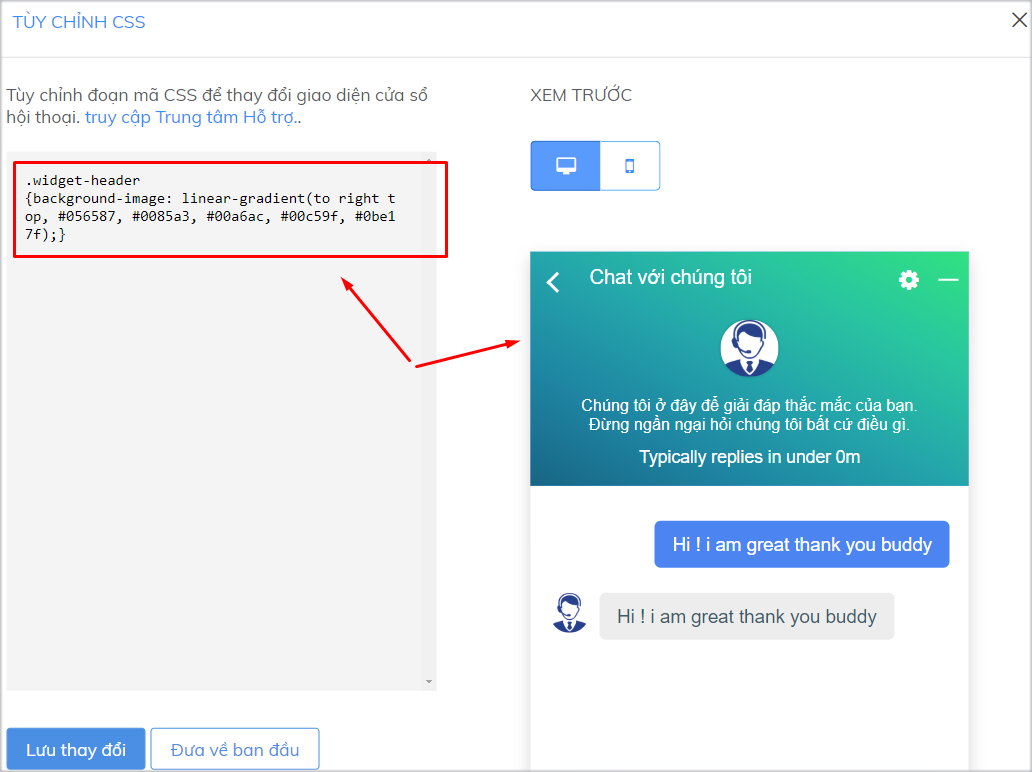 TÙY CHỈNH CSS
Tùy chỉnh đoạn mã CSS để thay đổi giao diện cửa sổ
hội thoại. truy cập Trung tâm Hỗ trợ..
.widget-header
{background-image: linear-gradient(to right t
op, #056587, #0085a3, #00a6ac, #00c59f, #0be1
7f);}
Lưu thay đổi
Đưa về ban đầu
XEM TRƯỚC
Chat với chúng tôi
Chúng tôi ở đây để giải đáp thắc mắc của bạn.
Đừng ngần ngại hỏi chúng tôi bất cứ điều gì.
Typically replies in under 0m
Hi ! i am great thank you buddy
Hi ! i am great thank you buddy